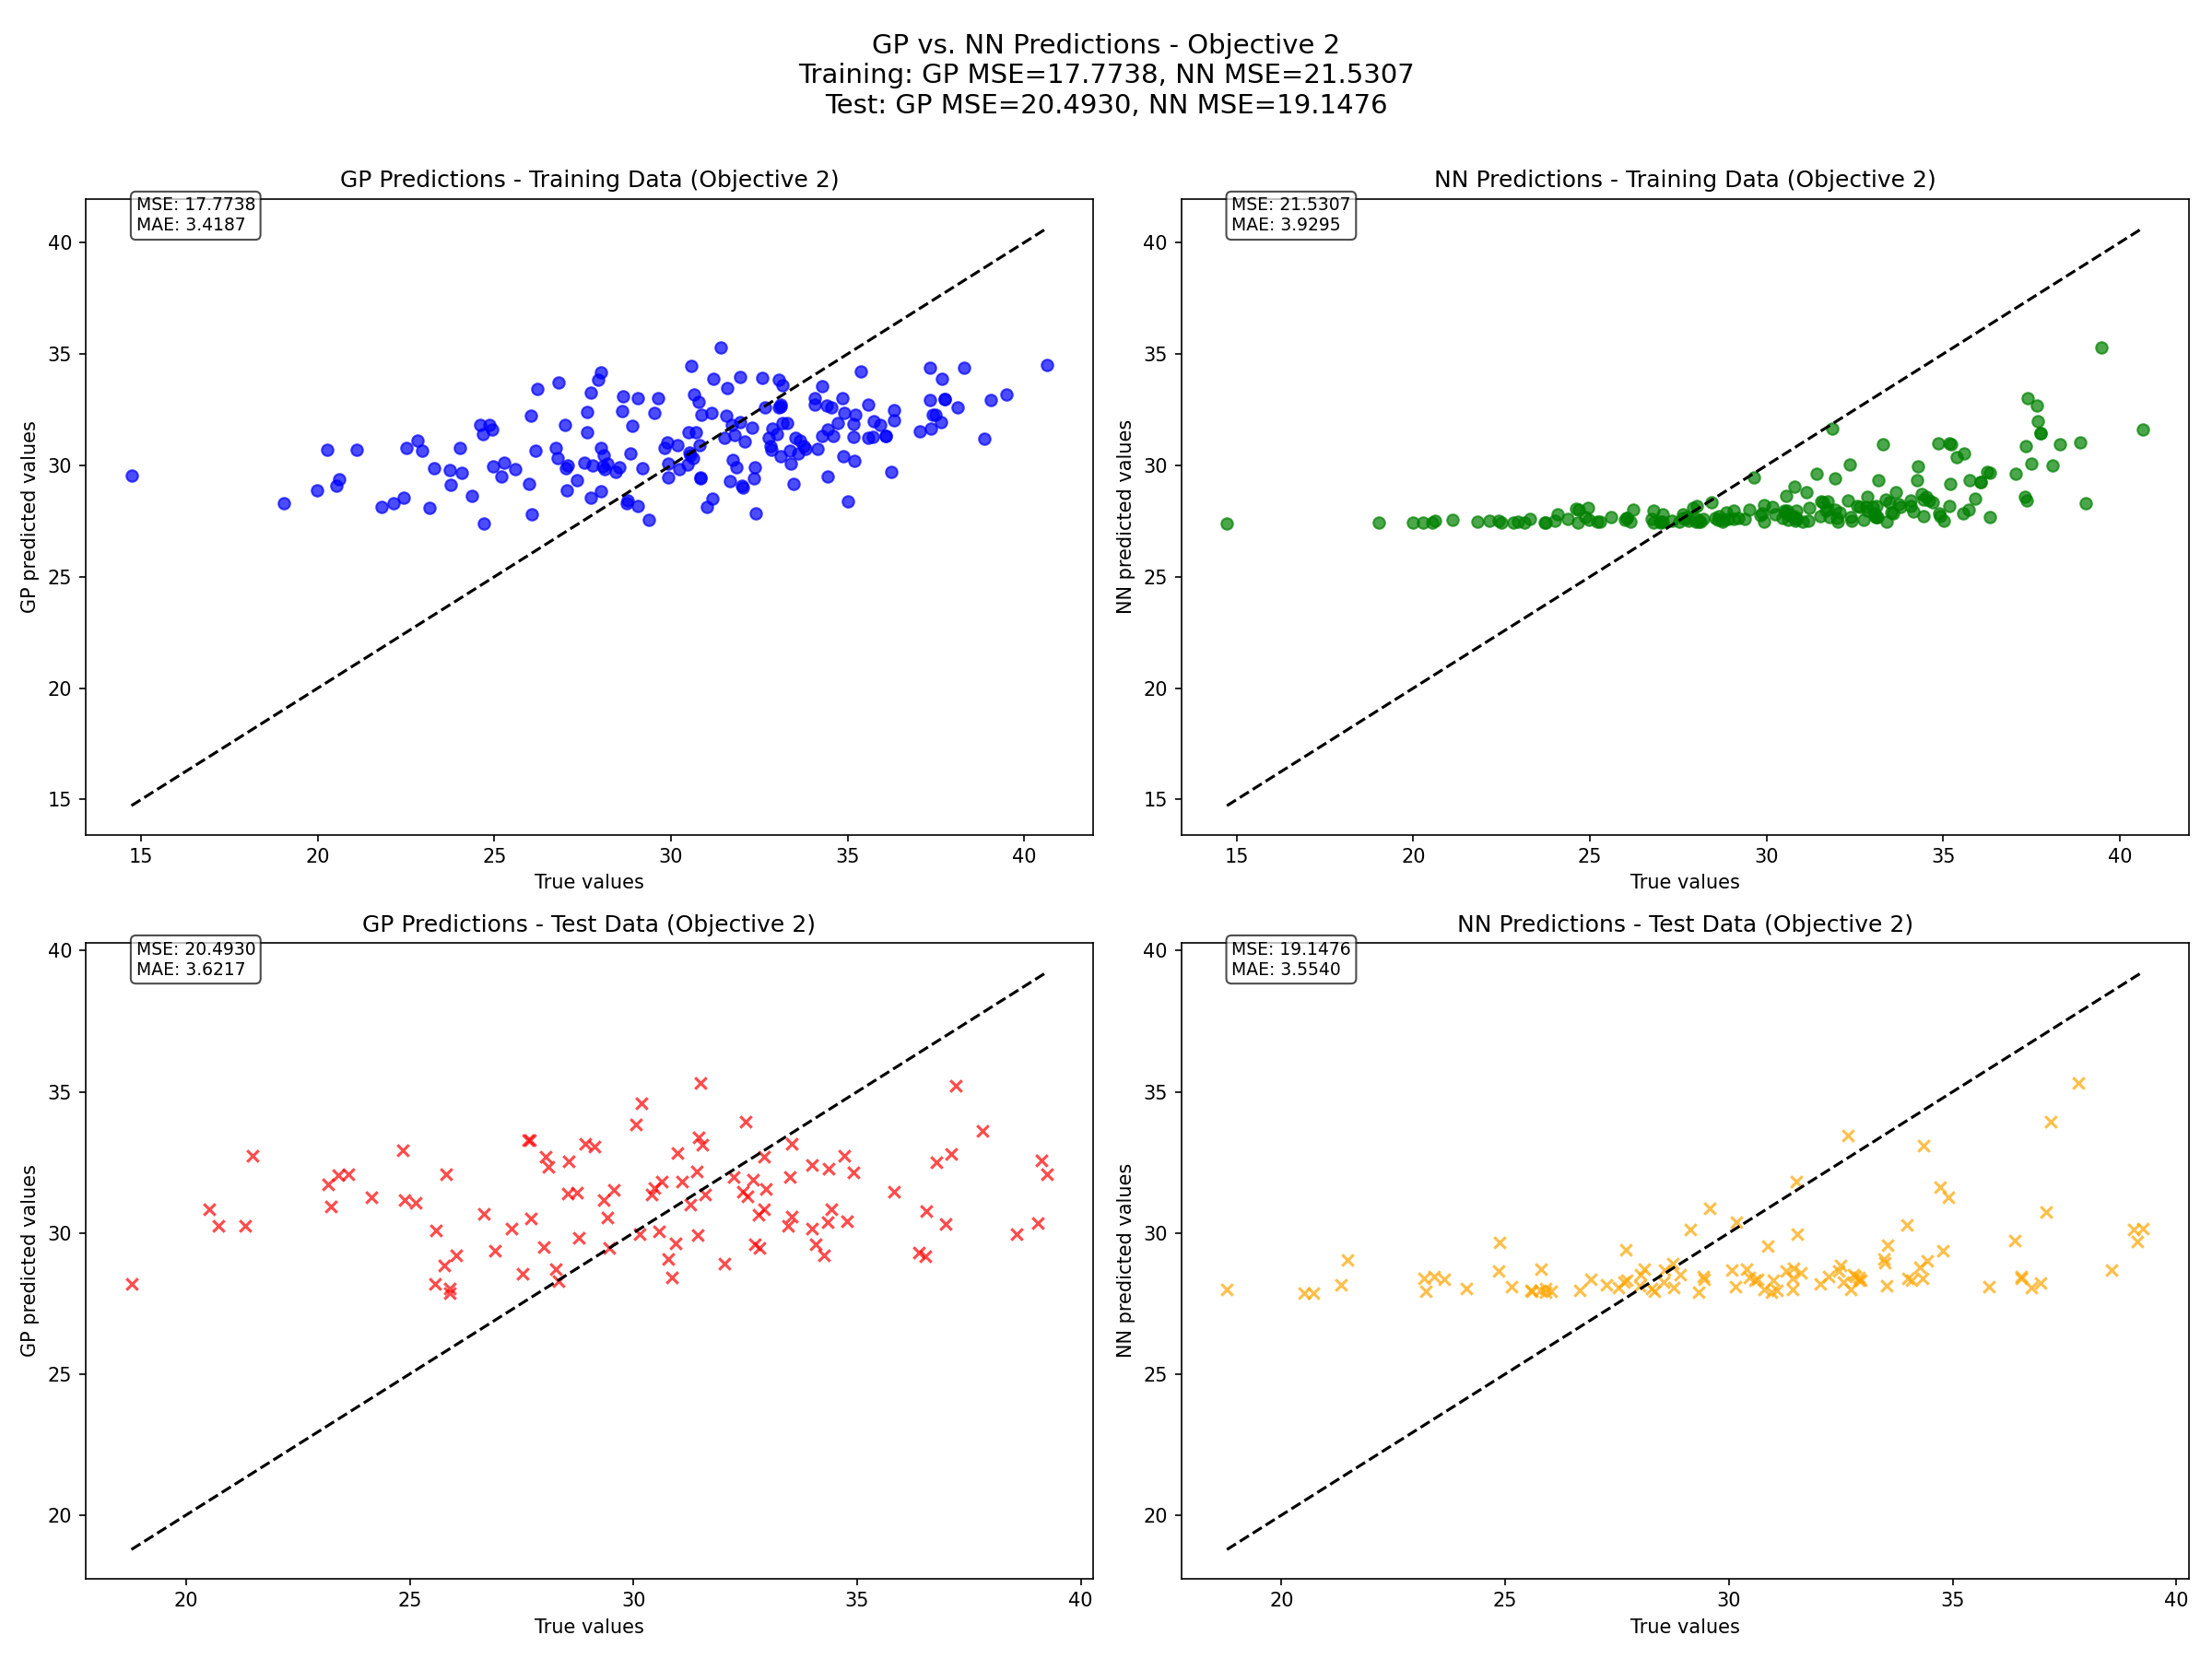 GP vs. NN Predictions - Objective 2
Training: GP MSE=17.7738, NN MSE=21.5307
Test: GP MSE=20.4930, NN MSE=19.1476
GP Predictions - Training Data (Objective 2)
MSE: 17.7738
MAE: 3.4187
GP predicted values
40
35
30
25
20
15
15 20 25 30 35 40
True values
NN Predictions - Training Data (Objective 2)
MSE: 21.5307
MAE: 3.9295
NN predicted values
40
35
30
25
20
15
15 20 25 30 35 40
True values
GP Predictions - Test Data (Objective 2)
MSE: 20.4930
MAE: 3.6217
GP predicted values
40
35
30
25
20
20 25 30 35 40
True values
NN Predictions - Test Data (Objective 2)
MSE: 19.1476
MAE: 3.5540
NN predicted values
40
35
30
25
20
20 25 30 35 40
True values